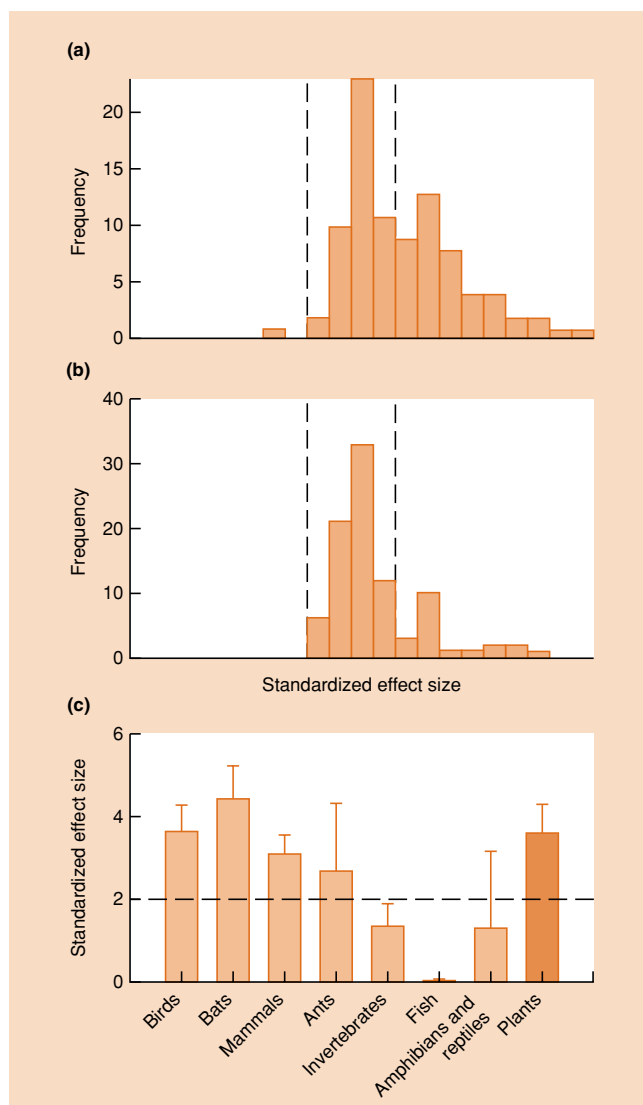 (a)
20
15
10
5
0
Frequency
(b)
40
30
20
10
0
Frequency
Standardized effect size
(c)
6
4
2
0
Standardized effect size
Birds
Bats
Mammals
Ants
Invertebrates
Fish
Amphibians and
reptiles
Plants